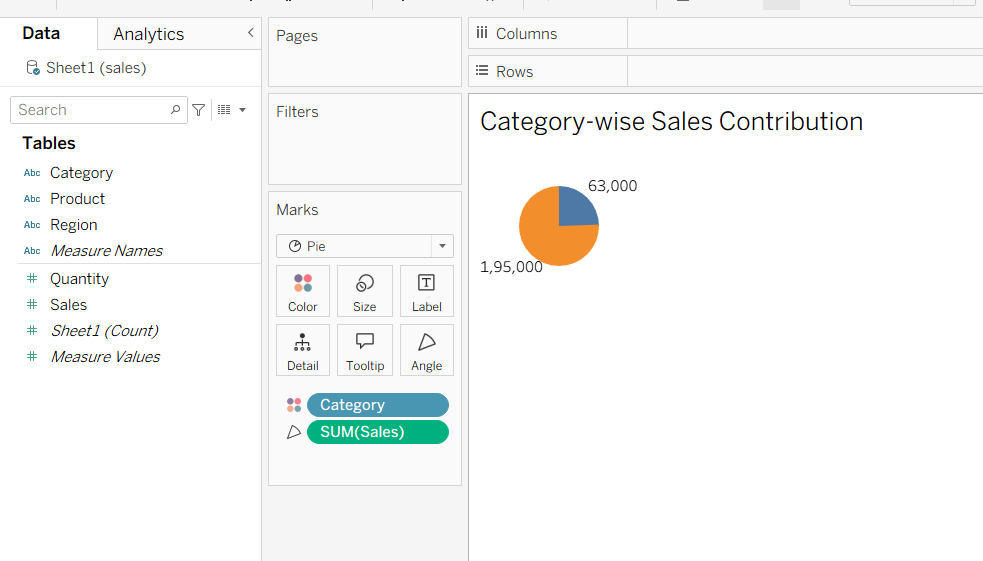 Data
Analytics
Sheet1 (sales)
Search
Tables
Abc Category
Abc Product
Abc Region
Abc Measure Names
# Quantity
# Sales
# Sheet1 (Count)
# Measure Values
Pages
Filters
Marks
Pie
Color Size Label
Detail Tooltip Angle
Category
SUM(Sales)
Columns
Rows
Category-wise Sales Contribution
63,000
1,95,000